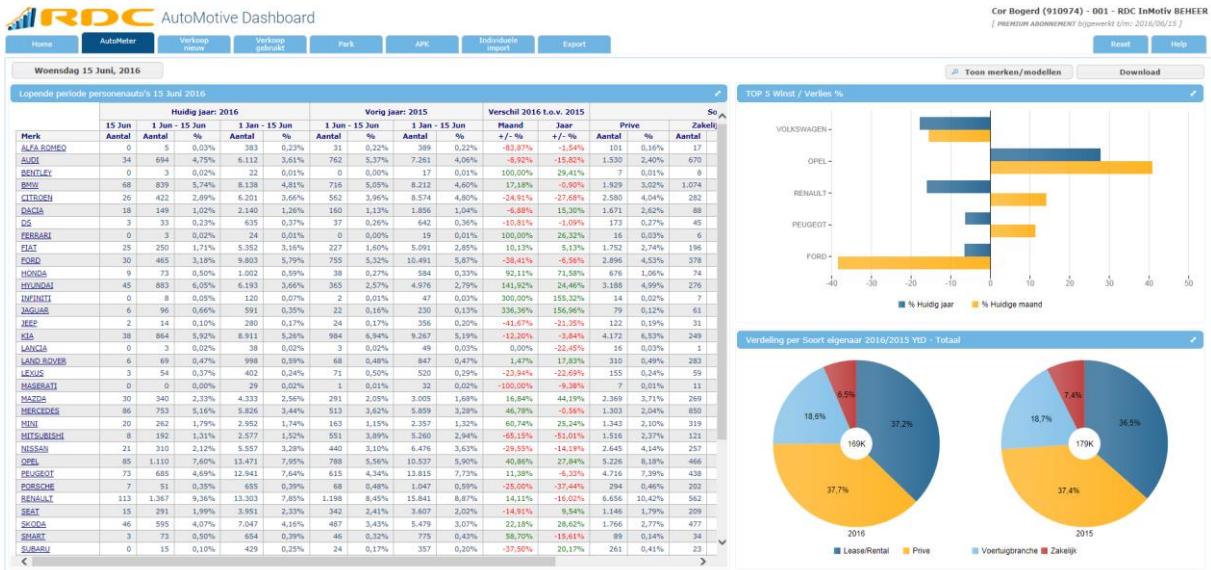 RDC AutoMotive Dashboard
Cor Bogerd (910974) - 001 - RDC InMotiv BEHEER
[ PREMIUM ABONNEMENT bijgewerkt t/m: 2016/06/15 ]
Home AutoMeter Verkoop nieuw Verkoop gebruikt Park APK Individuele import Export Reset Help
Woensdag 15 Juni, 2016
Toon merken/modellen Download
Lopende periode personenauto's 15 Juni 2016
Huidig jaar: 2016 Vorig jaar: 2015 Verschil 2016 t.o.v. 2015 So
15 Jun 1 Jun - 15 Jun 1 Jan - 15 Jun 1 Jun - 15 Jun 1 Jan - 15 Jun Maand Jaar Prive Zakelij
Merk Aantal Aantal % Aantal % Aantal % Aantal % +/- % +/- % Aantal % Aantal
ALFA ROMEO 0 5 0,03% 383 0,23% 31 0,22% 389 0,22% -83,87% -1,54% 101 0,16% 17
AUDI 34 694 4,75% 6.112 3,61% 762 5,37% 7.261 4,06% -8,92% -15,82% 1.530 2,40% 670
BENTLEY 0 3 0,02% 22 0,01% 0 0,00% 17 0,01% 100,00% 29,41% 7 0,01% 8
BMW 68 839 5,74% 8.138 4,81% 716 5,05% 8.212 4,60% 17,18% -0,90% 1.929 3,02% 1.074
CITROEN 26 422 2,89% 6.201 3,66% 562 3,96% 8.574 4,80% -24,91% -27,68% 2.580 4,04% 282
DACIA 18 149 1,02% 2.140 1,26% 160 1,13% 1.856 1,04% -6,88% 15,30% 1.671 2,62% 88
DS 3 33 0,23% 635 0,37% 37 0,26% 642 0,36% -10,81% -1,09% 173 0,27% 45
FERRARI 0 3 0,02% 24 0,01% 0 0,00% 19 0,01% 100,00% 26,32% 16 0,03% 6
FIAT 25 250 1,71% 5.352 3,16% 227 1,60% 5.091 2,85% 10,13% 5,13% 1.752 2,74% 196
FORD 30 465 3,18% 9.803 5,79% 755 5,32% 10.491 5,87% -38,41% -6,56% 2.896 4,53% 378
HONDA 9 73 0,50% 1.002 0,59% 38 0,27% 584 0,33% 92,11% 71,58% 676 1,06% 74
HYUNDAI 45 883 6,05% 6.193 3,66% 365 2,57% 4.976 2,79% 141,92% 24,46% 3.188 4,99% 276
INFINITI 0 8 0,05% 120 0,07% 2 0,01% 47 0,03% 300,00% 155,32% 14 0,02% 7
JAGUAR 6 96 0,66% 591 0,35% 22 0,16% 230 0,13% 336,36% 156,96% 79 0,12% 61
JEEP 2 14 0,10% 280 0,17% 24 0,17% 356 0,20% -41,67% -21,35% 122 0,19% 31
KIA 38 864 5,92% 8.911 5,26% 984 6,94% 9.267 5,19% -12,20% -3,84% 4.172 6,53% 249
LANCIA 0 3 0,02% 38 0,02% 3 0,02% 49 0,03% 0,00% -22,45% 16 0,03% 1
LAND ROVER 6 69 0,47% 998 0,59% 68 0,48% 847 0,47% 1,47% 17,83% 310 0,49% 283
LEXUS 3 54 0,37% 402 0,24% 71 0,50% 520 0,29% -23,94% -22,69% 155 0,24% 59
MASERATI 0 0 0,00% 29 0,02% 1 0,01% 32 0,02% -100,00% -9,38% 7 0,01% 11
MAZDA 30 340 2,33% 4.333 2,56% 291 2,05% 3.005 1,68% 16,84% 44,19% 2.369 3,71% 269
MERCEDES 86 753 5,16% 5.826 3,44% 513 3,62% 5.859 3,28% 46,78% -0,56% 1.303 2,04% 850
MINI 20 262 1,79% 2.952 1,74% 163 1,15% 2.357 1,32% 60,74% 25,24% 1.343 2,10% 319
MITSUBISHI 8 192 1,31% 2.577 1,52% 551 3,89% 5.260 2,94% -65,15% -51,01% 1.516 2,37% 121
NISSAN 21 310 2,12% 5.557 3,28% 440 3,10% 6.476 3,63% -29,55% -14,19% 2.645 4,14% 257
OPEL 85 1.110 7,60% 13.471 7,95% 788 5,56% 10.537 5,90% 40,86% 27,84% 5.226 8,18% 466
PEUGEOT 73 685 4,69% 12.941 7,64% 615 4,34% 13.815 7,73% 11,38% -6,33% 4.716 7,39% 438
PORSCHE 7 51 0,35% 655 0,39% 68 0,48% 1.047 0,59% -25,00% -37,44% 294 0,46% 202
RENAULT 113 1.367 9,36% 13.303 7,85% 1.198 8,45% 15.841 8,87% 14,11% -16,02% 6.656 10,42% 562
SEAT 15 291 1,99% 3.951 2,33% 342 2,41% 3.607 2,02% -14,91% 9,54% 1.146 1,79% 209
SKODA 46 595 4,07% 7.047 4,16% 487 3,43% 5.479 3,07% 22,18% 28,62% 1.766 2,77% 477
SMART 3 73 0,50% 654 0,39% 46 0,32% 775 0,43% 58,70% -15,61% 89 0,14% 34
SUBARU 0 15 0,10% 429 0,25% 24 0,17% 357 0,20% -37,50% 20,17% 261 0,41% 23
TOP 5 Winst / Verlies %
VOLKSWAGEN
OPEL
RENAULT
PEUGEOT
FORD
-40 -30 -20 -10 0 10 20 30 40 50
% Huidig jaar % Huidige maand
Verdeling per Soort eigenaar 2016/2015 YtD - Totaal
6,5% 7,4%
18,6% 37,2% 18,7% 36,5%
169K 179K
37,7% 37,4%
2016 2015
Lease/Rental Prive Voertuigbranche Zakelijk